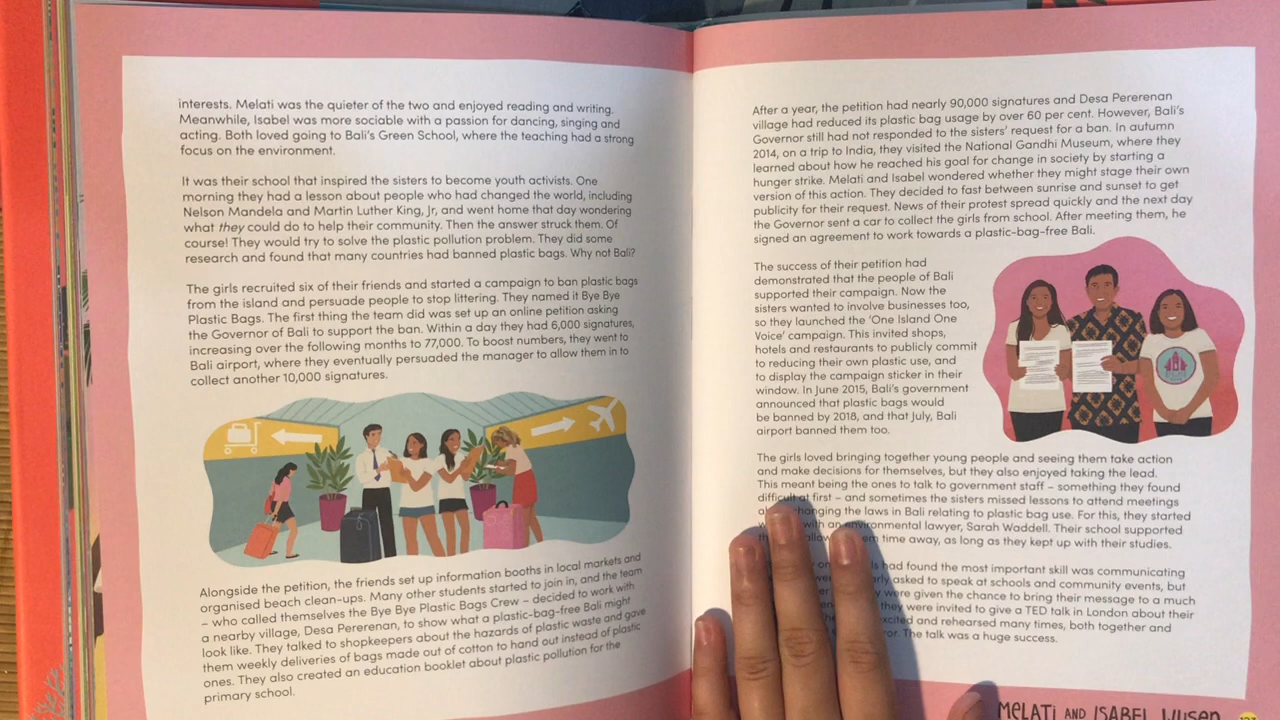 interests. Melati was the quieter of the two and enjoyed reading and writing.
Meanwhile, Isabel was more sociable with a passion for dancing, singing and
acting. Both loved going to Bali's Green School, where the teaching had a strong
focus on the environment.
It was their school that inspired the sisters to become youth activists. One
morning they had a lesson about people who had changed the world, including
Nelson Mandela and Martin Luther King, Jr, and went home that day wondering
what they could do to help their community. Then the answer struck them. Of
course! They would try to solve the plastic pollution problem. They did some
research and found that many countries had banned plastic bags. Why not Bali?
The girls recruited six of their friends and started a campaign to ban plastic bags
from the island and persuade people to stop littering. They named it Bye Bye
Plastic Bags. The first thing the team did was set up an online petition asking
the Governor of Bali to support the ban. Within a day they had 6,000 signatures,
increasing over the following months to 77,000. To boost numbers, they went to
Bali airport, where they eventually persuaded the manager to allow them in to
collect another 10,000 signatures.
Alongside the petition, the friends set up information booths in local markets and
organised beach clean-ups. Many other students started to join in, and the team
– who called themselves the Bye Bye Plastic Bags Crew – decided to work with
a nearby village, Desa Pererenan, to show what a plastic-bag-free Bali might
look like. They talked to shopkeepers about the hazards of plastic waste and gave
them weekly deliveries of bags made out of cotton to hand out instead of plastic
ones. They also created an education booklet about plastic pollution for the
primary school.
After a year, the petition had nearly 90,000 signatures and Desa Pererenan
village had reduced its plastic bag usage by over 60 per cent. However, Bali's
Governor still had not responded to the sisters' request for a ban. In autumn
2014, on a trip to India, they visited the National Gandhi Museum, where they
learned about how he reached his goal for change in society by starting a
hunger strike. Melati and Isabel wondered whether they might stage their own
version of this action. They decided to fast between sunrise and sunset to get
publicity for their request. News of their protest spread quickly and the next day
the Governor sent a car to collect the girls from school. After meeting them, he
signed an agreement to work towards a plastic-bag-free Bali.
The success of their petition had
demonstrated that the people of Bali
supported their campaign. Now the
sisters wanted to involve businesses too,
so they launched the 'One Island One
Voice' campaign. This invited shops,
hotels and restaurants to publicly commit
to reducing their own plastic use, and
to display the campaign sticker in their
window. In June 2015, Bali's government
announced that plastic bags would
be banned by 2018, and that July, Bali
airport banned them too.
The girls loved bringing together young people and seeing them take action
and make decisions for themselves, but they also enjoyed taking the lead.
This meant being the ones to talk to government staff – something they found
difficult at first – and sometimes the sisters missed lessons to attend meetings
changing the laws in Bali relating to plastic bag use. For this, they started
with an environmental lawyer, Sarah Waddell. Their school supported
time away, as long as they kept up with their studies.
had found the most important skill was communicating
asked to speak at schools and community events, but
were given the chance to bring their message to a much
they were invited to give a TED talk in London about their
excited and rehearsed many times, both together and
The talk was a huge success.
MELATI AND ISABEL WIJSEN